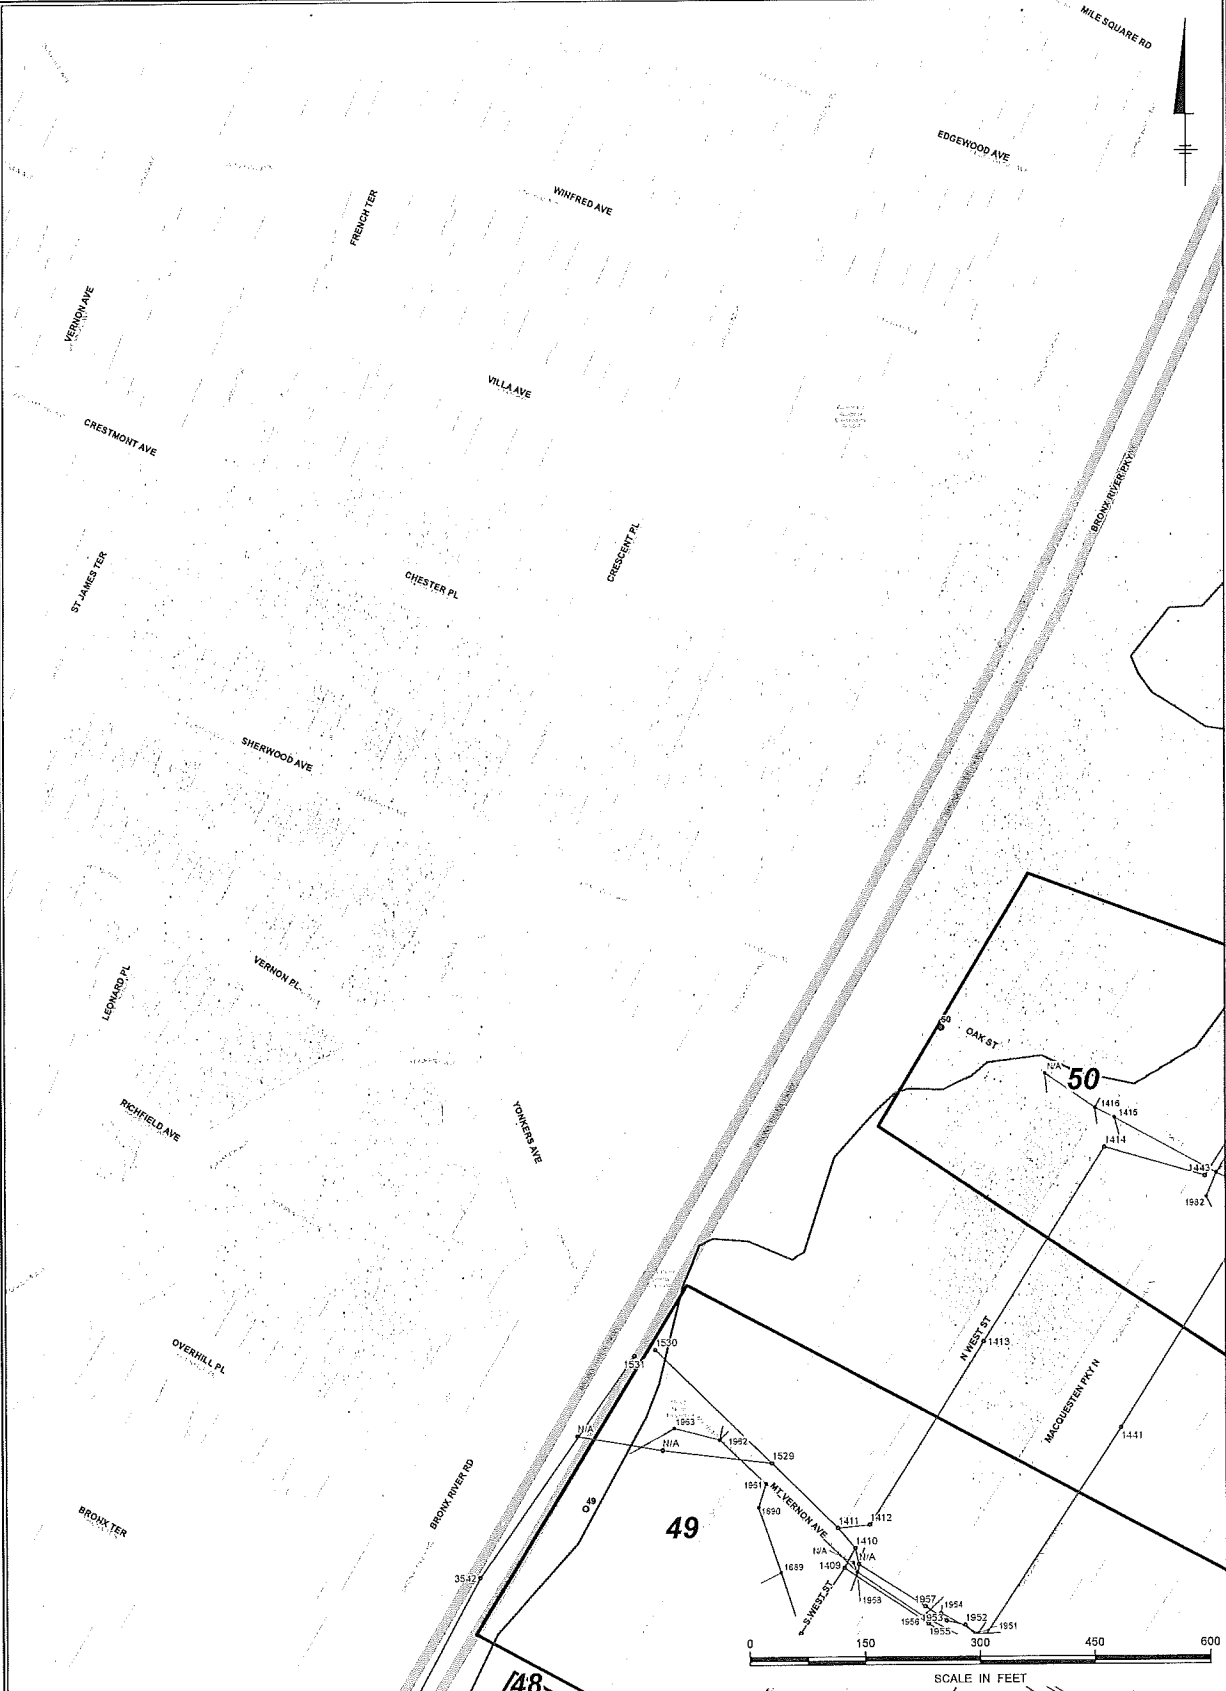 MILE SQUARE RD
EDGEWOOD AVE
WINFRED AVE
FRENCH TER
VERNON AVE
VILLA AVE
CRESTMONT AVE
BRONX RIVER PKWY
CRESCENT PL
ST JAMES TER
CHESTER PL
SHERWOOD AVE
VERNON PL
LEONARD PL
50
OAK ST
N/A
50
1416
1415
RICHFIELD AVE
YONKERS AVE
1414
1443
1982
OVERHILL PL
1530
1531
N WEST ST
1413
MACQUESTEN PKY N
1963
N/A
N/A
1962
1441
1529
1961
49
1690
MT. VERNON AVE
BRONX RIVER RD
BRONX TER
49
1411
1412
1410
N/A
N/A
1409
3542
1689
S. WEST ST
1958
1957
1954
1956
1953
1952
1951
1955
0
150
300
450
600
SCALE IN FEET
48